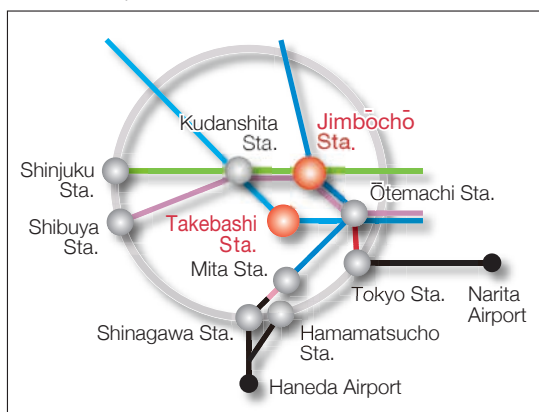 Kudanshita
Sta.
Jimbōchō
Sta.
Shinjuku
Sta.
Ōtemachi Sta.
Shibuya
Sta.
Takebashi
Sta.
Mita Sta.
Tokyo Sta.
Narita
Airport
Shinagawa Sta.
Hamamatsucho
Sta.
Haneda Airport